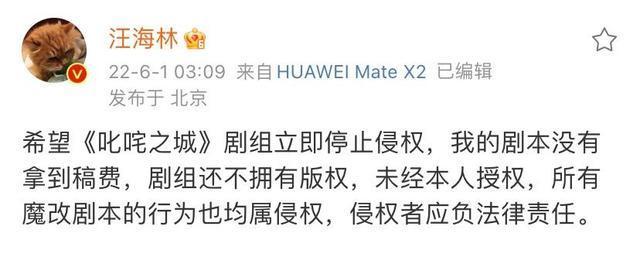 汪海林
22-6-1 03:09 来自 HUAWEI Mate X2 已编辑
发布于 北京
希望《叱咤之城》剧组立即停止侵权，我的剧本没有
拿到稿费，剧组还不拥有版权，未经本人授权，所有
魔改剧本的行为也均属侵权，侵权者应负法律责任。